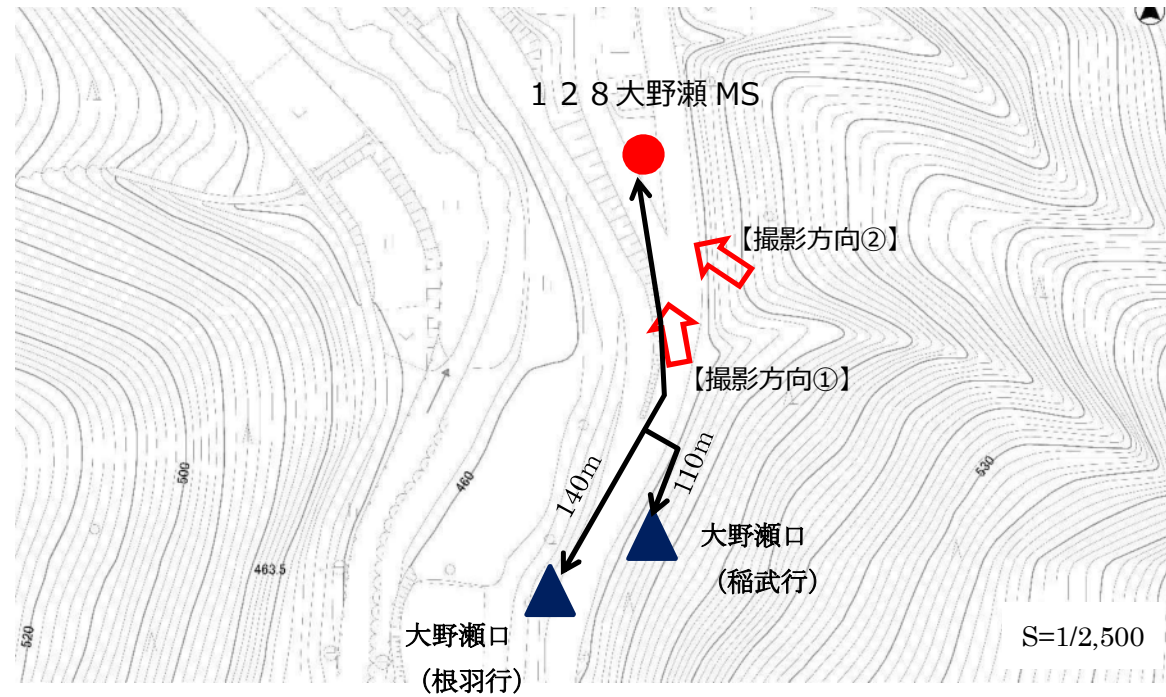 １２８大野瀬 MS
【撮影方向②】
【撮影方向①】
110m
140m
500
460
530
大野瀬口
（稲武行）
463.5
大野瀬口
（根羽行）
520
S=1/2,500